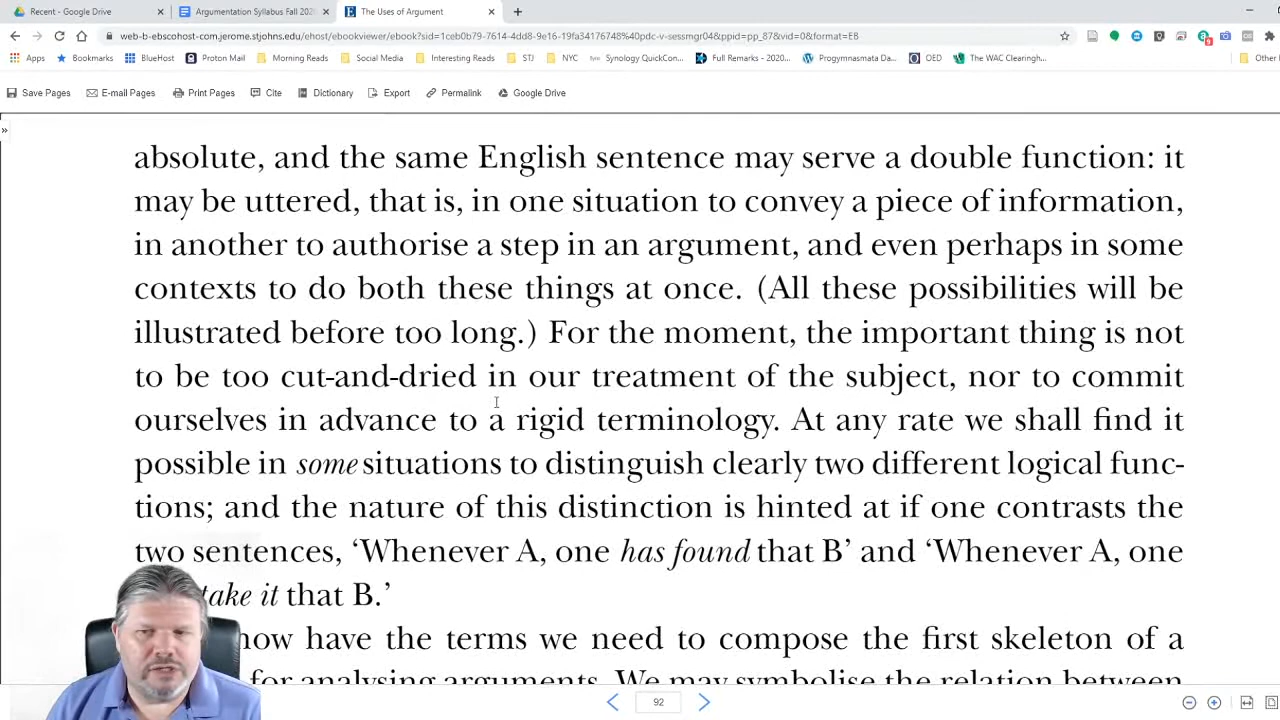 Recent - Google Drive
Argumentation Syllabus Fall 202
The Uses of Argument
web-b-ebscohost-com.jerome.stjohns.edu/ehost/ebookviewer/ebook?sid=1ceb0b79-7614-4dd8-9e16-19fa34176748%40pdc-v-sessmgr04&ppid=pp_87&vid=0&format=EB
Apps Bookmarks BlueHost Proton Mail Morning Reads Social Media Interesting Reads STJ NYC Synology QuickCon... Full Remarks - 2020... Progymnasmata Da... OED The WAC Clearingh... Other
Save Pages E-mail Pages Print Pages Cite Dictionary Export Permalink Google Drive
»
absolute, and the same English sentence may serve a double function: it
may be uttered, that is, in one situation to convey a piece of information,
in another to authorise a step in an argument, and even perhaps in some
contexts to do both these things at once. (All these possibilities will be
illustrated before too long.) For the moment, the important thing is not
to be too cut-and-dried in our treatment of the subject, nor to commit
ourselves in advance to a rigid terminology. At any rate we shall find it
possible in some situations to distinguish clearly two different logical func-
tions; and the nature of this distinction is hinted at if one contrasts the
two sentences, ‘Whenever A, one has found that B’ and ‘Whenever A, one
take it that B.’
now have the terms we need to compose the first skeleton of a
for analysing arguments. We may symbolise the relation between
92